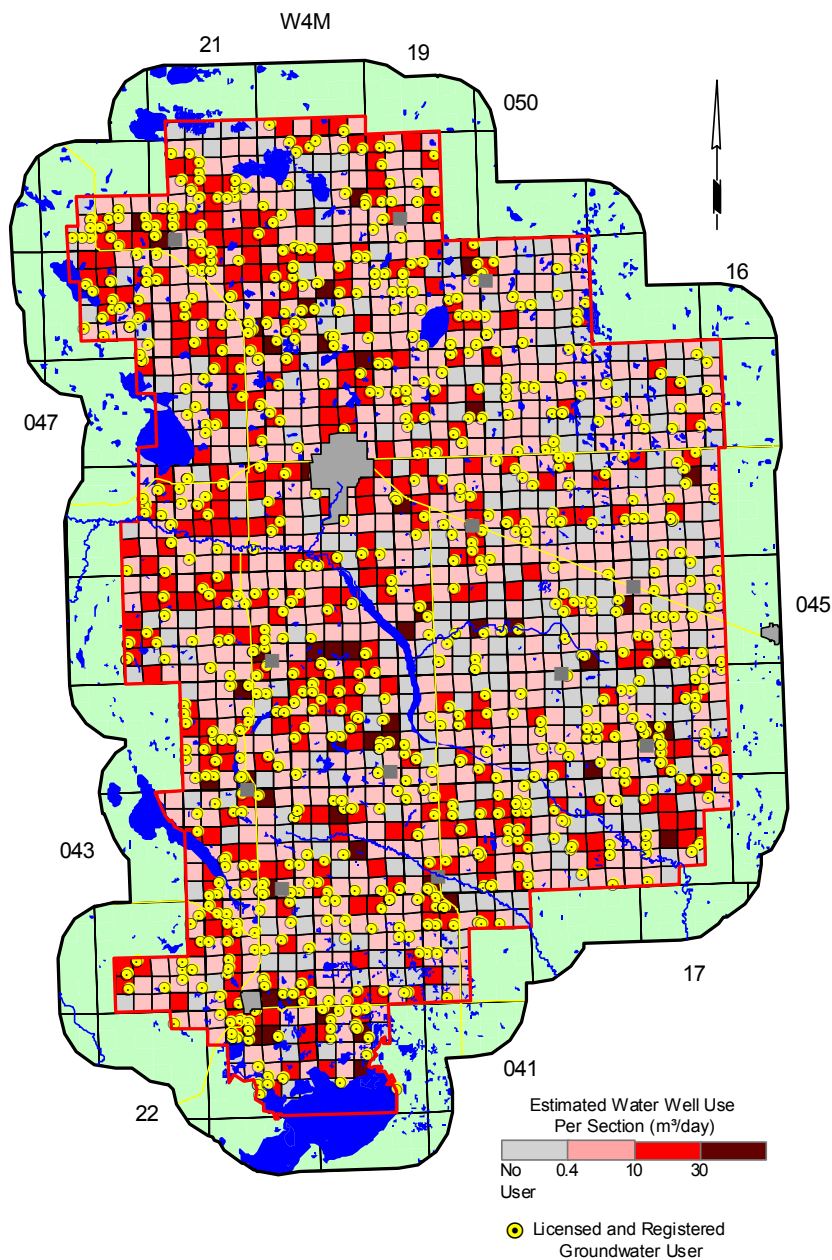 W4M
21
19
050
16
047
045
043
17
041
22
Estimated Water Well Use
Per Section (m³/day)
No 0.4 10 30
User
Licensed and Registered
Groundwater User